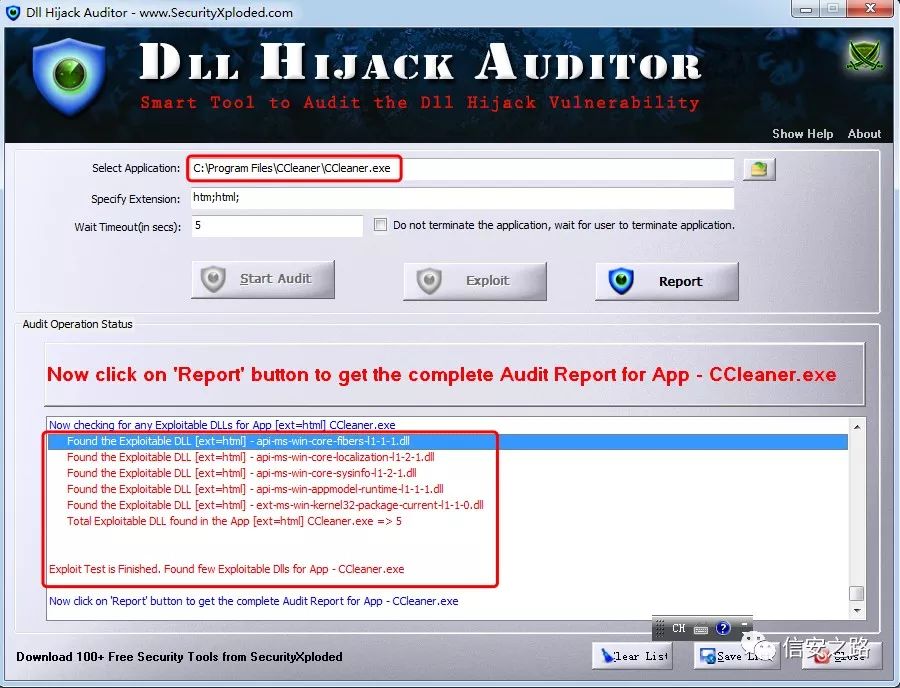 Dll Hijack Auditor - www.SecurityXploded.com
DLL HIJACK AUDITOR
Smart Tool to Audit the Dll Hijack Vulnerability
Show Help About
Select Application: C:\Program Files\CCleaner\CCleaner.exe
Specify Extension: htm;html;
Wait Timeout(in secs): 5 Do not terminate the application, wait for user to terminate application.
Start Audit Exploit Report
Audit Operation Status
Now click on 'Report' button to get the complete Audit Report for App - CCleaner.exe
Now checking for any Exploitable DLLs for App [ext=html] CCleaner.exe
Found the Exploitable DLL [ext=html] - api-ms-win-core-fibers-l1-1-1.dll
Found the Exploitable DLL [ext=html] - api-ms-win-core-localization-l1-2-1.dll
Found the Exploitable DLL [ext=html] - api-ms-win-core-sysinfo-l1-2-1.dll
Found the Exploitable DLL [ext=html] - api-ms-win-appmodel-runtime-l1-1-1.dll
Found the Exploitable DLL [ext=html] - ext-ms-win-kernel32-package-current-l1-1-0.dll
Total Exploitable DLL found in the App [ext=html] CCleaner.exe => 5
Exploit Test is Finished. Found few Exploitable Dlls for App - CCleaner.exe
Now click on 'Report' button to get the complete Audit Report for App - CCleaner.exe
CH
信安之路
Download 100+ Free Security Tools from SecurityXploded
Clear List Save Close